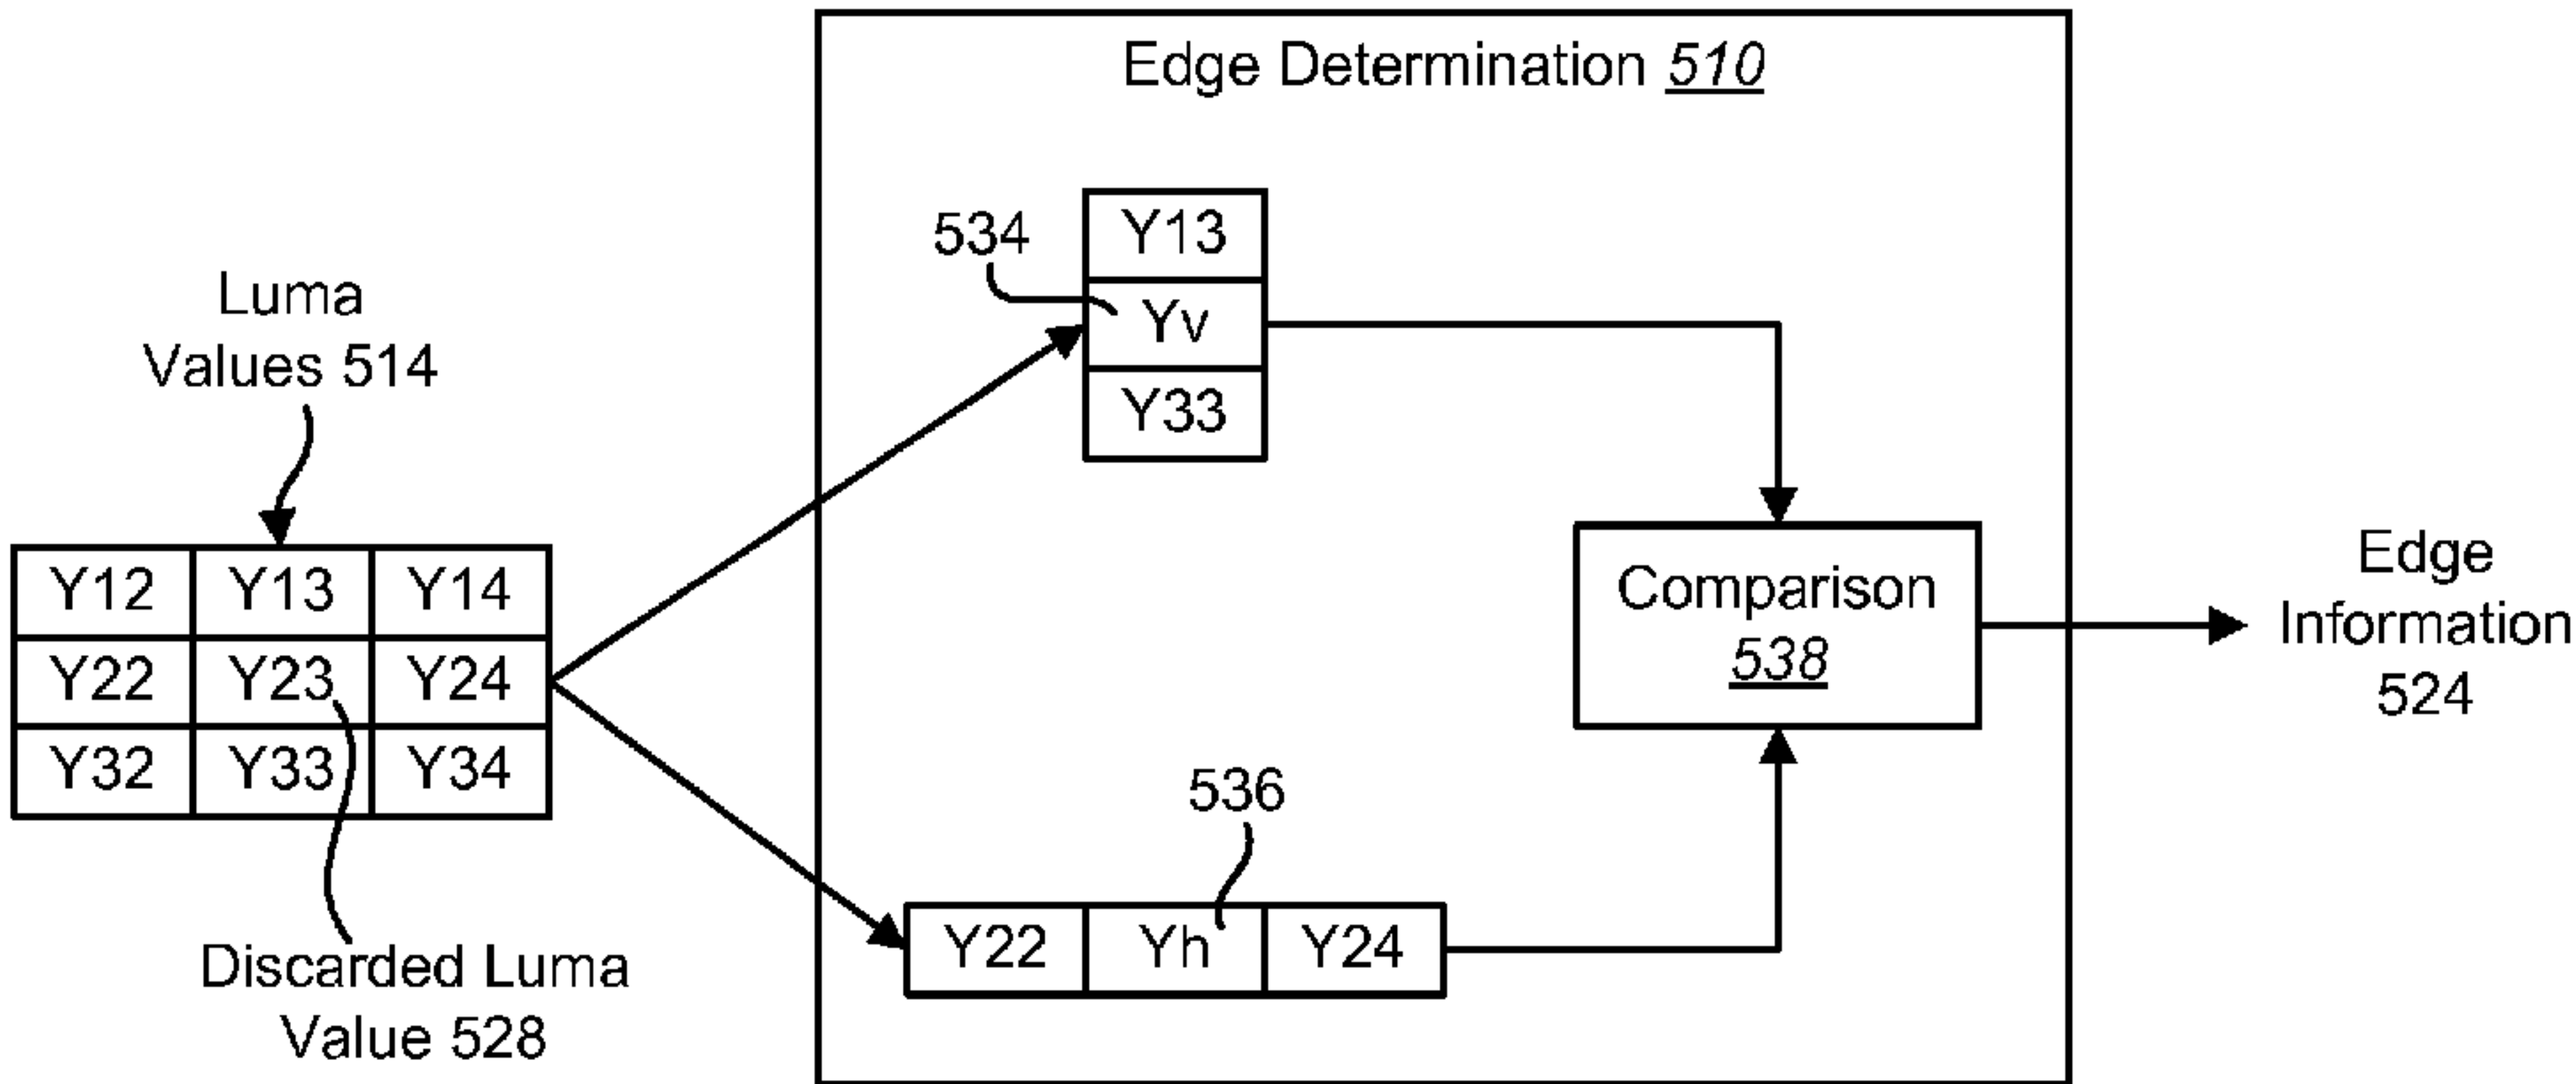 Edge Determination 510
534
Y13
Yv
Y33
Luma
Values 514
Y12 Y13 Y14
Y22 Y23 Y24
Y32 Y33 Y34
Discarded Luma
Value 528
536
Y22 Yh Y24
Comparison
538
Edge
Information
524